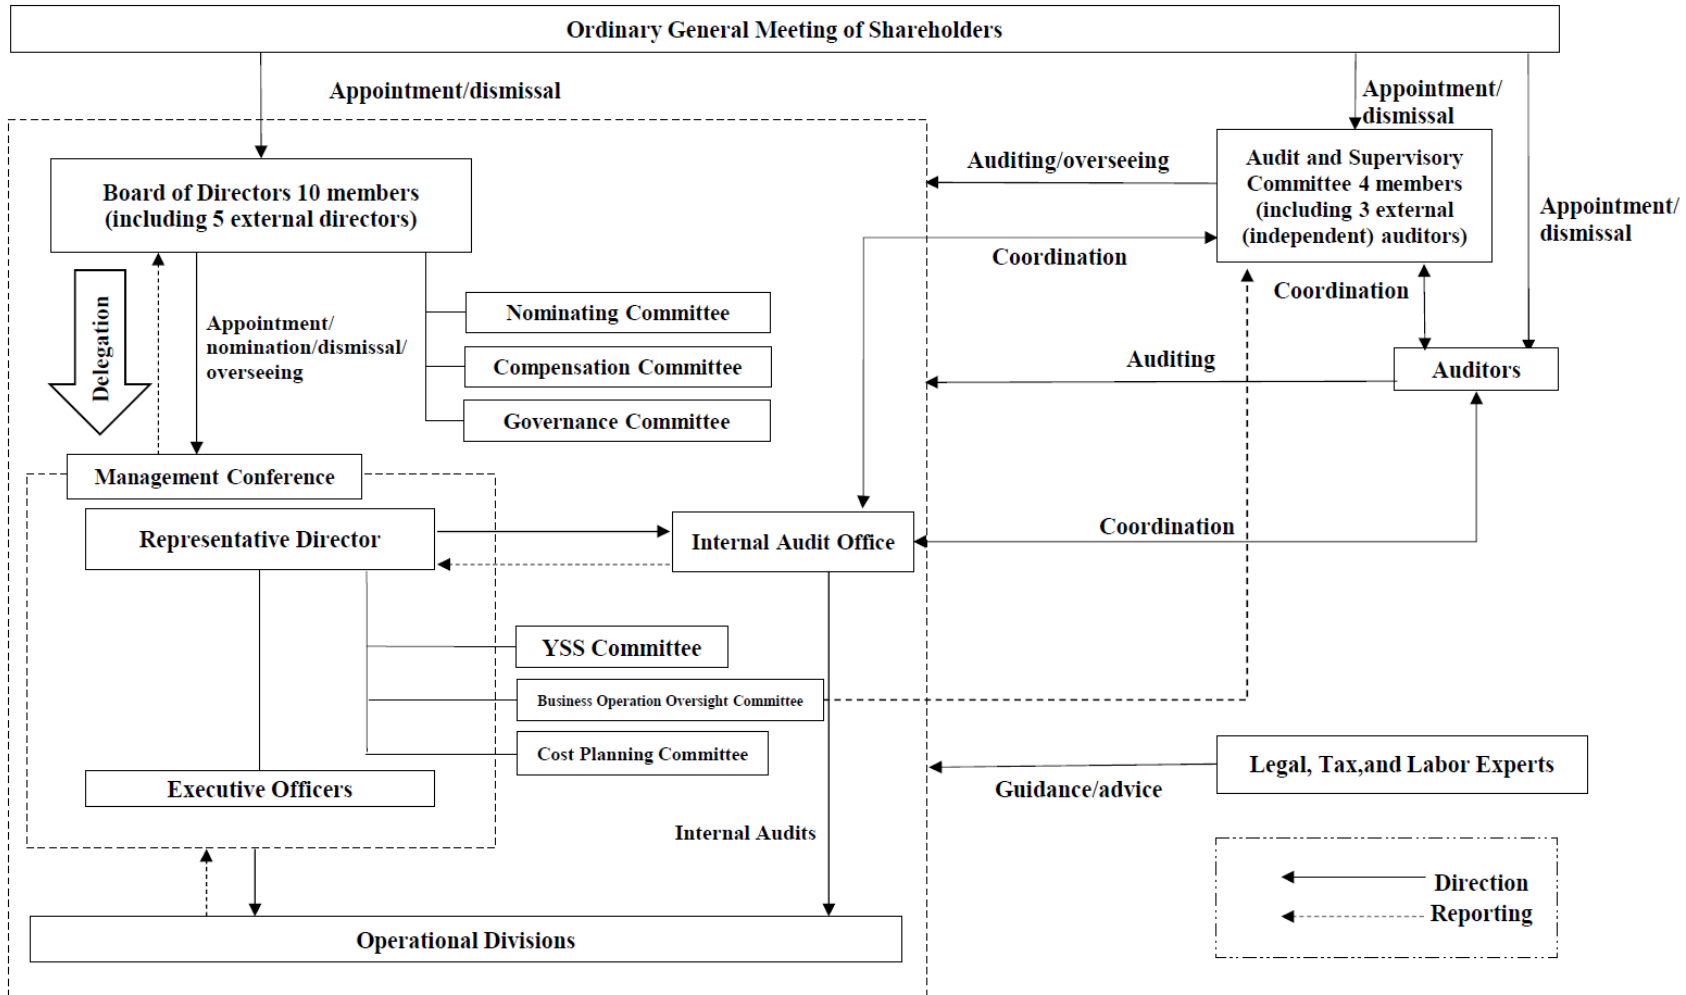 Ordinary General Meeting of Shareholders
Appointment/dismissal
Appointment/
dismissal
Board of Directors 10 members
(including 5 external directors)
Auditing/overseeing
Audit and Supervisory
Committee 4 members
(including 3 external
(independent) auditors)
Appointment/
dismissal
Coordination
Coordination
Delegation
Appointment/
nomination/dismissal/
overseeing
Nominating Committee
Compensation Committee
Governance Committee
Auditing
Auditors
Management Conference
Representative Director
Internal Audit Office
Coordination
YSS Committee
Business Operation Oversight Committee
Cost Planning Committee
Executive Officers
Legal, Tax,and Labor Experts
Guidance/advice
Internal Audits
Operational Divisions
Direction
Reporting